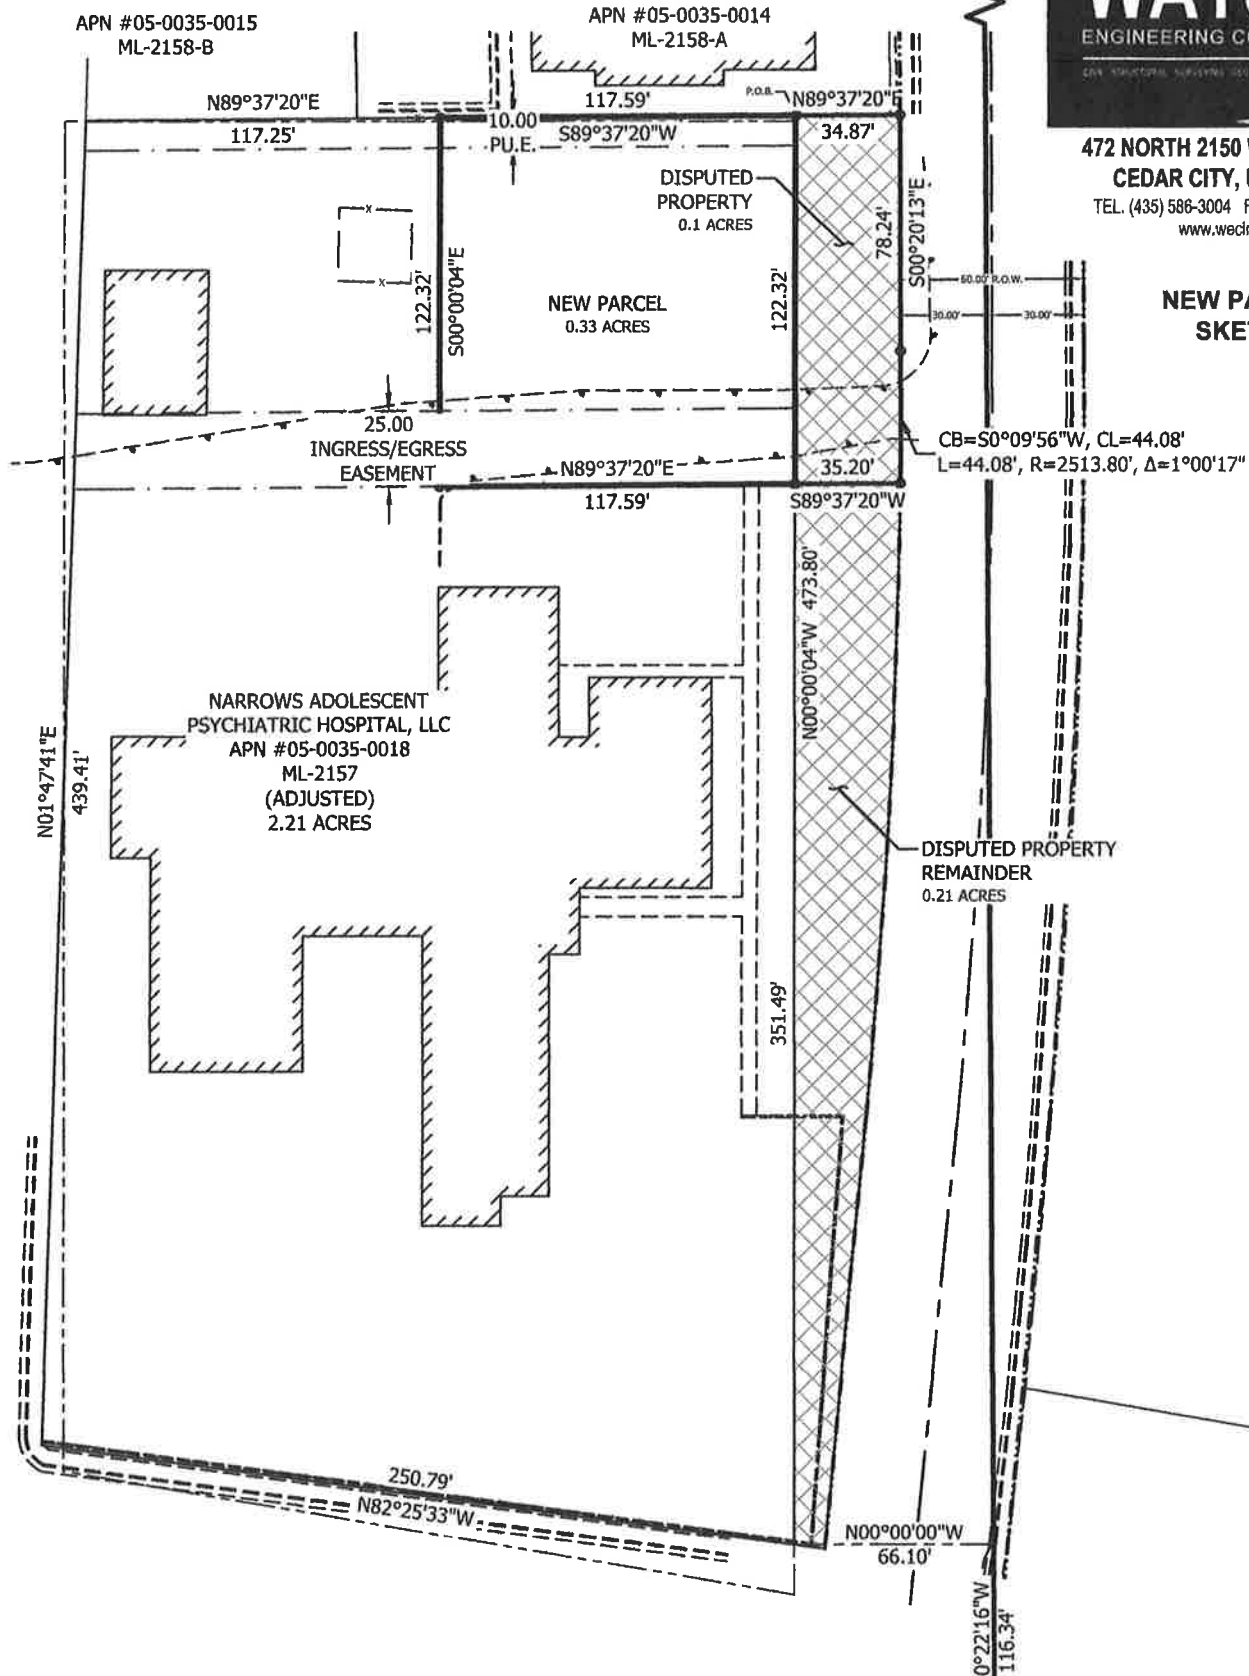 APN #05-0035-0015
ML-2158-B
APN #05-0035-0014
ML-2158-A
ENGINEERING
472 NORTH 2150
CEDAR CITY,
TEL. (435) 586-3004
NEW
N89°37'20"E
117.25'
117.59'
S89°37'20"W
10.00
P.U.E.
P.O.B.
N89°37'20"E
34.87'
DISPUTED
PROPERTY
0.1 ACRES
78.24'
S00°20'13"E
60.00' R.O.W.
30.00'
30.00'
122.32'
S00°00'04"E
NEW PARCEL
0.33 ACRES
122.32'
25.00
INGRESS/EGRESS
EASEMENT
N89°37'20"E
117.59'
35.20'
S89°37'20"W
CB=S0°09'56"W, CL=44.08'
L=44.08', R=2513.80', Δ=1°00'17"
N00°00'04"W 473.80'
N01°47'41"E
439.41'
NARROWS ADOLESCENT
PSYCHIATRIC HOSPITAL, LLC
APN #05-0035-0018
ML-2157
(ADJUSTED)
2.21 ACRES
DISPUTED PROPERTY
REMAINDER
0.21 ACRES
351.49'
250.79'
N82°25'33"W
N00°00'00"W
66.10'
0°22'16"W
116.34'